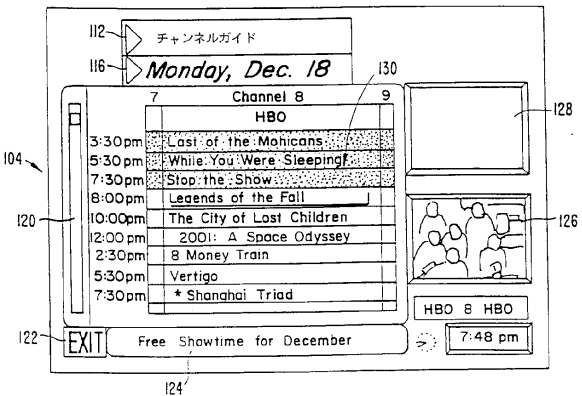 112
チャンネルガイド
116
Monday, Dec. 18
130
7 Channel 8 9
HBO
128
3:30pm Last of the Mohicans
5:30pm While You Were Sleeping
7:30pm Stop the Show
104
8:00pm Legends of the Fall
120
10:00pm The City of Lost Children
126
12:00 pm 2001: A Space Odyssey
2:30pm 8 Money Train
5:30pm Vertigo
7:30pm * Shanghai Triad
HBO 8 HBO
122
EXIT
Free Showtime for December
7:48 pm
124